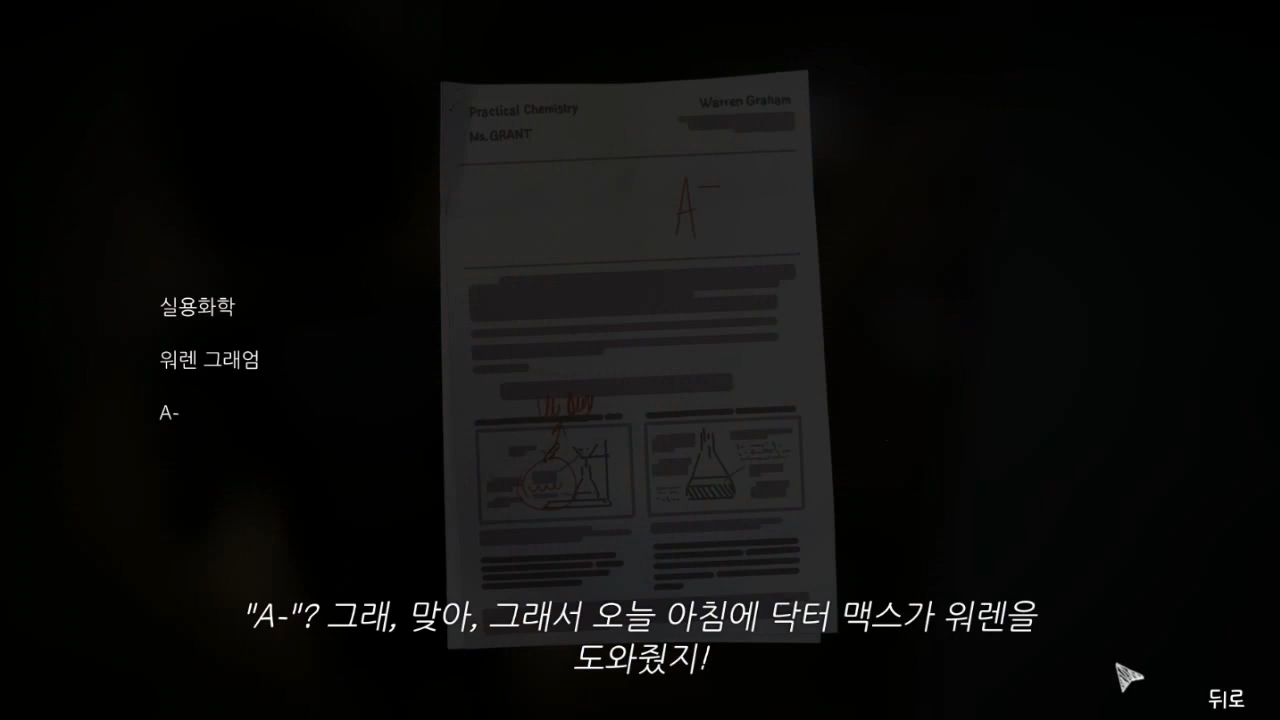 Practical Chemistry
Warren Graham
Ms. GRANT
A-
실용화학
워렌 그래엄
A-
"A-"? 그래, 맞아, 그래서 오늘 아침에 닥터 맥스가 워렌을
도와줬지!
뒤로